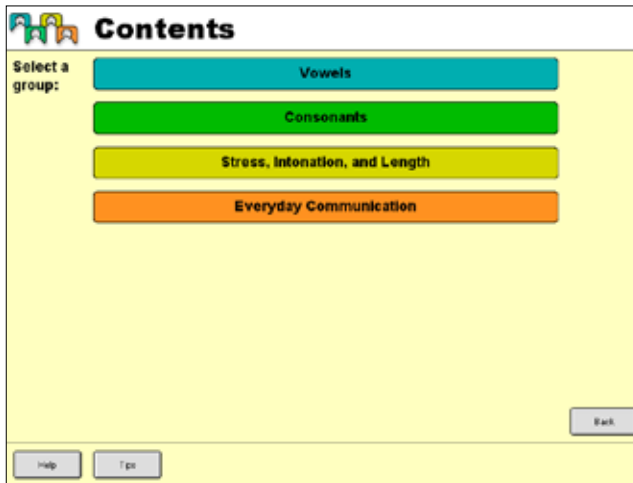 Contents
Select a
group:
Vowels
Consonants
Stress, Intonation, and Length
Everyday Communication
Back
Help
Tips